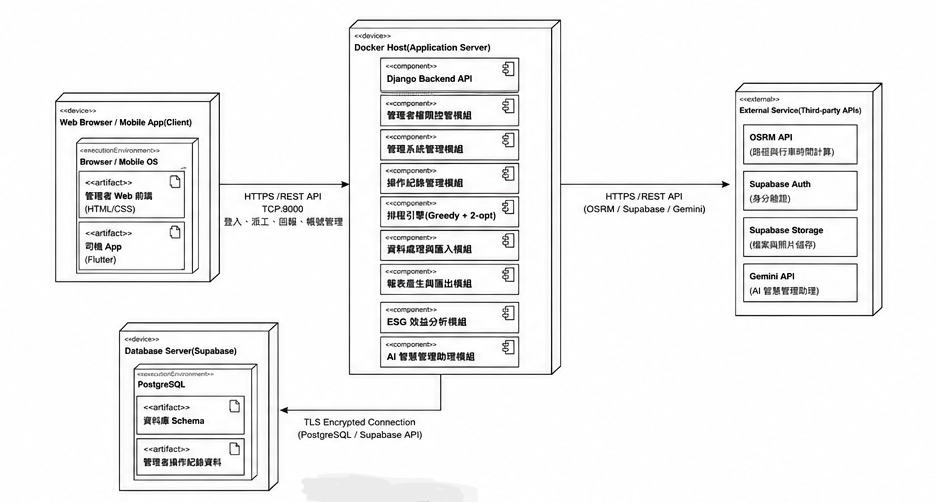 <<device>>
Web Browser / Mobile App(Client)
<<executionEnvironment>>
Browser / Mobile OS
<<artifact>>
管理者 Web 前端
(HTML/CSS)
<<artifact>>
司機 App
(Flutter)
HTTPS /REST API
TCP:9000
登入、派工、回報、帳號管理
<<device>>
Docker Host(Application Server)
<<component>>
Django Backend API
<<component>>
管理者權限控管模組
<<component>>
管理系統管理模組
<<component>>
操作記錄管理模組
<<component>>
排程引擎(Greedy + 2-opt)
<<component>>
資料處理與匯入模組
<<component>>
報表產生與匯出模組
<<component>>
ESG 效益分析模組
<<component>>
AI 智慧管理助理模組
HTTPS /REST API
(OSRM / Supabase / Gemini)
<<external>>
External Service(Third-party APIs)
OSRM API
(路徑與行車時間計算)
Supabase Auth
(身分驗證)
Supabase Storage
(檔案與照片儲存)
Gemini API
(AI 智慧管理助理)
<<device>>
Database Server(Supabase)
<<executionEnvironment>>
PostgreSQL
<<artifact>>
資料庫 Schema
<<artifact>>
管理者操作記錄資料
TLS Encrypted Connection
(PostgreSQL / Supabase API)